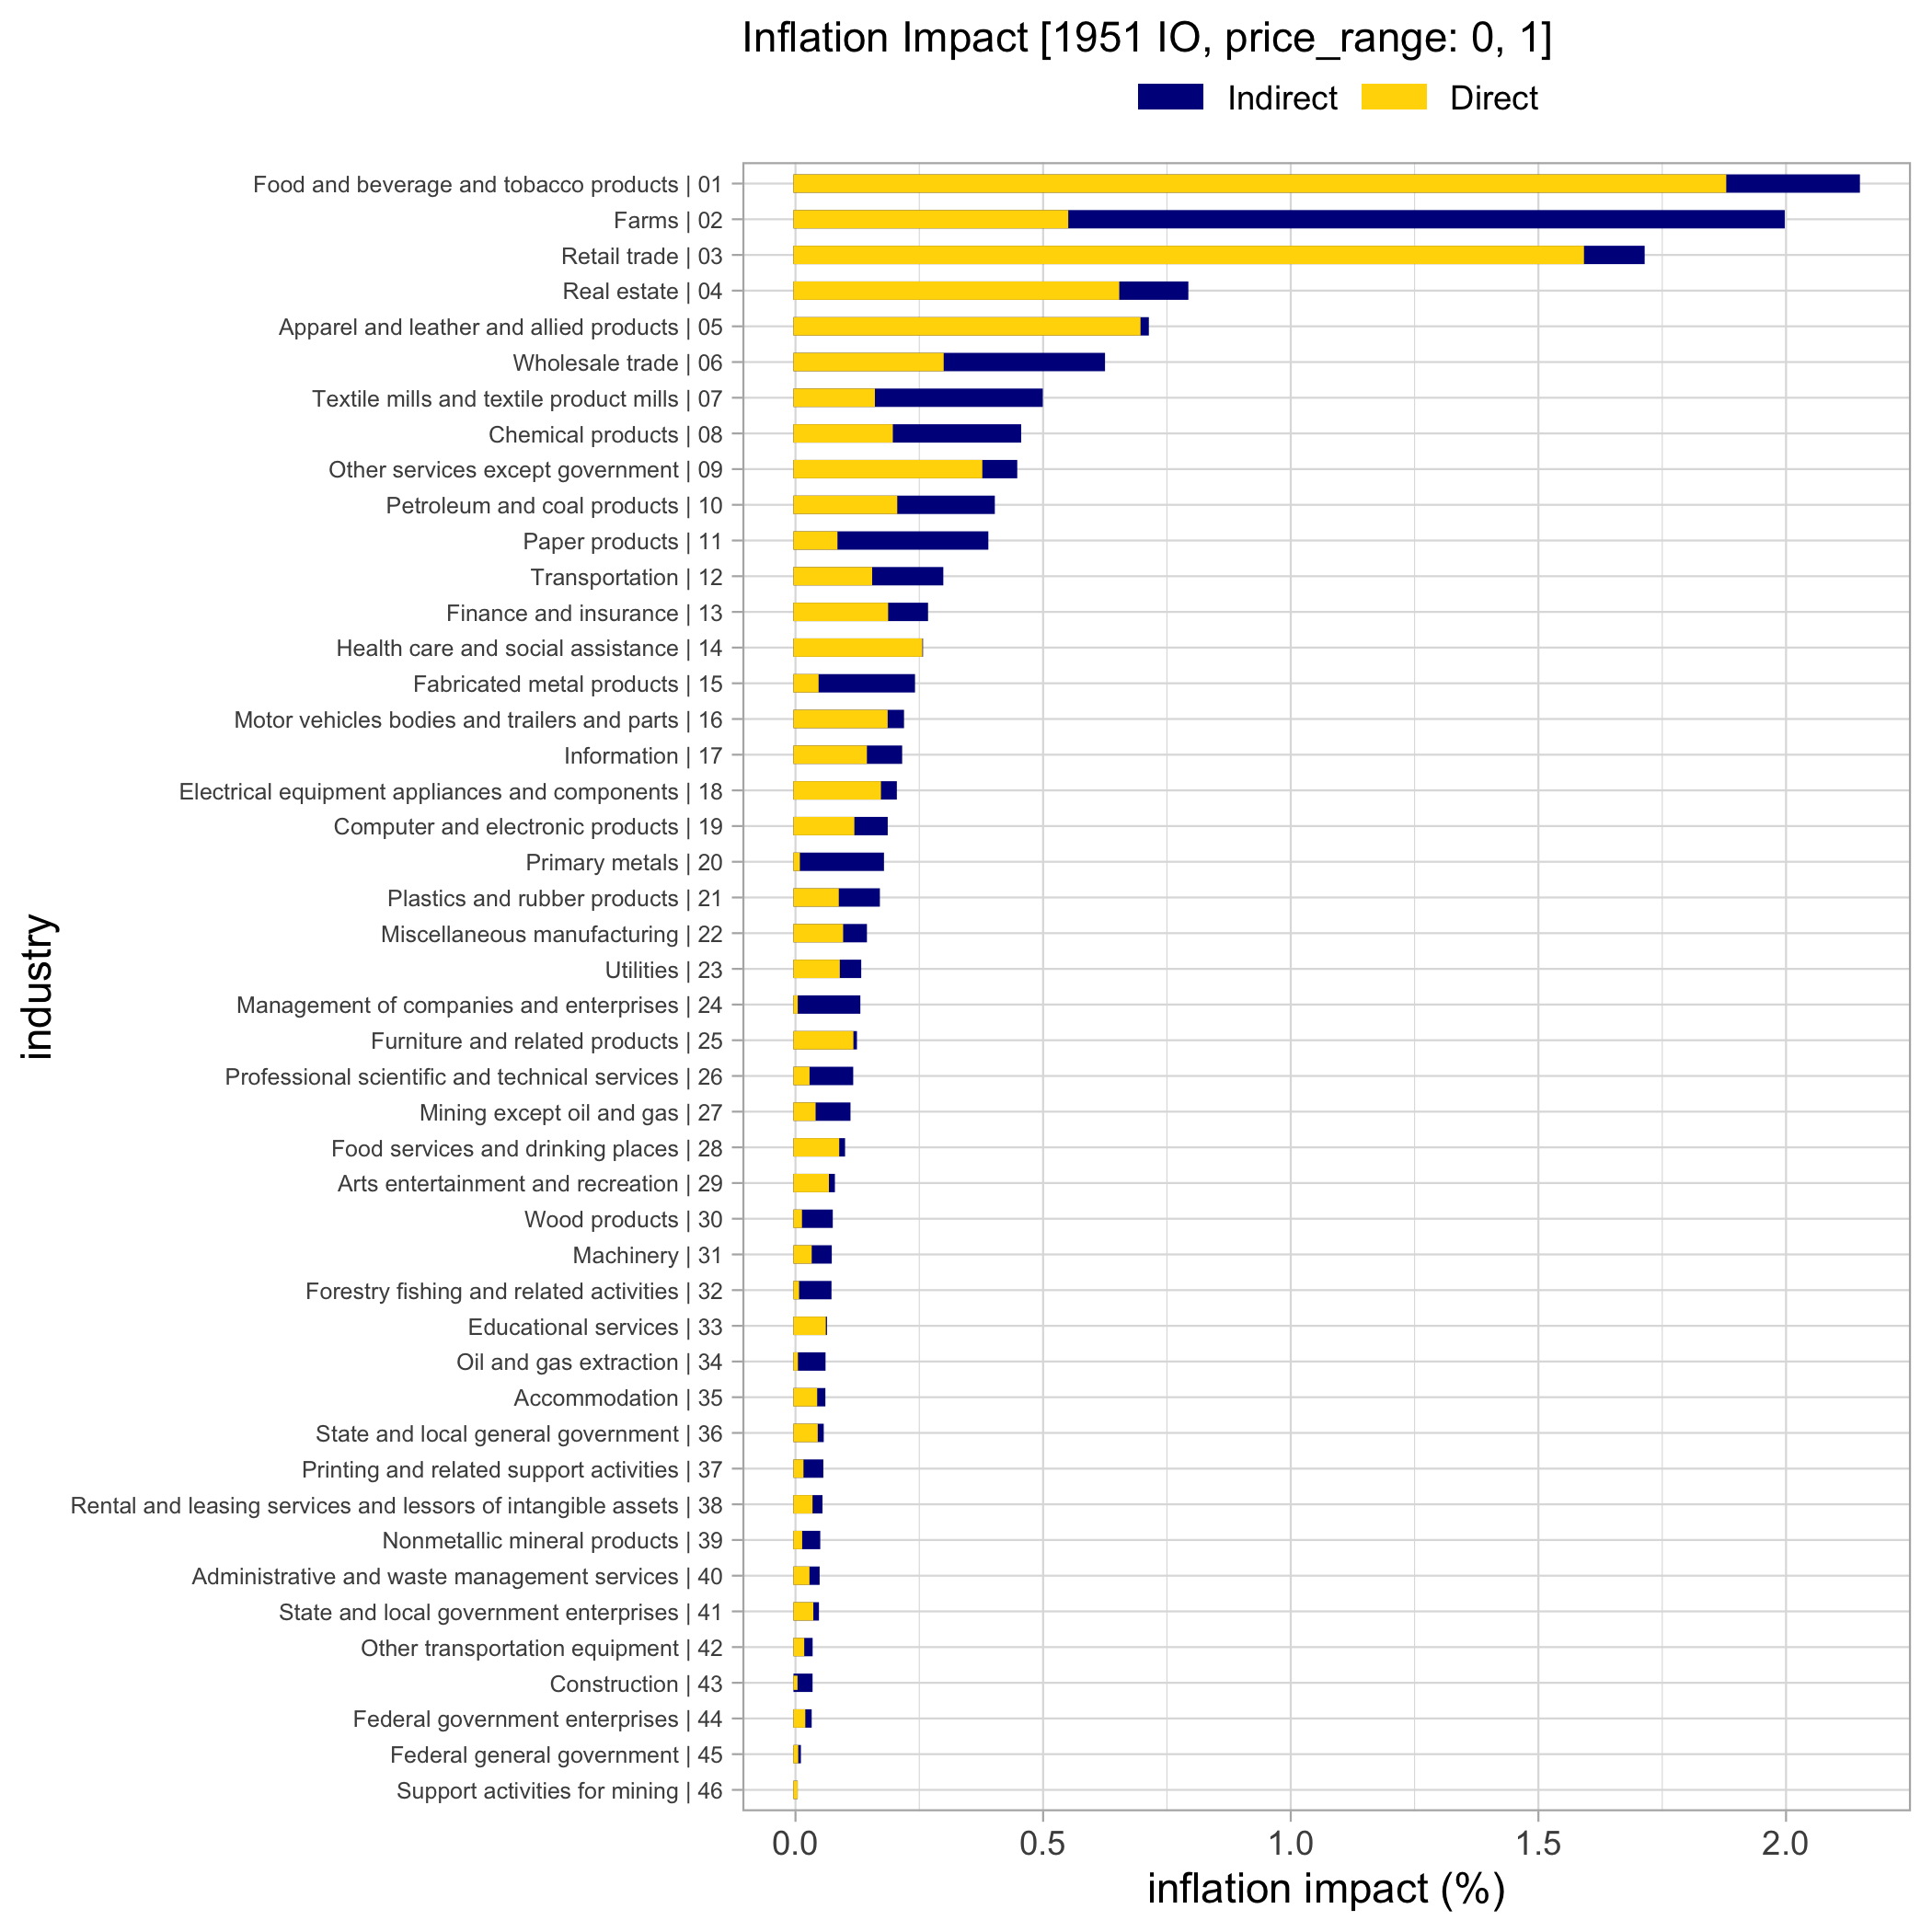 Inflation Impact [1951 IO, price_range: 0, 1]
Indirect Direct
Food and beverage and tobacco products | 01
Farms | 02
Retail trade | 03
Real estate | 04
Apparel and leather and allied products | 05
Wholesale trade | 06
Textile mills and textile product mills | 07
Chemical products | 08
Other services except government | 09
Petroleum and coal products | 10
Paper products | 11
Transportation | 12
Finance and insurance | 13
Health care and social assistance | 14
Fabricated metal products | 15
Motor vehicles bodies and trailers and parts | 16
Information | 17
Electrical equipment appliances and components | 18
Computer and electronic products | 19
Primary metals | 20
Plastics and rubber products | 21
Miscellaneous manufacturing | 22
Utilities | 23
Management of companies and enterprises | 24
Furniture and related products | 25
Professional scientific and technical services | 26
Mining except oil and gas | 27
Food services and drinking places | 28
Arts entertainment and recreation | 29
Wood products | 30
Machinery | 31
Forestry fishing and related activities | 32
Educational services | 33
Oil and gas extraction | 34
Accommodation | 35
State and local general government | 36
Printing and related support activities | 37
Rental and leasing services and lessors of intangible assets | 38
Nonmetallic mineral products | 39
Administrative and waste management services | 40
State and local government enterprises | 41
Other transportation equipment | 42
Construction | 43
Federal government enterprises | 44
Federal general government | 45
Support activities for mining | 46
industry
0.0 0.5 1.0 1.5 2.0
inflation impact (%)